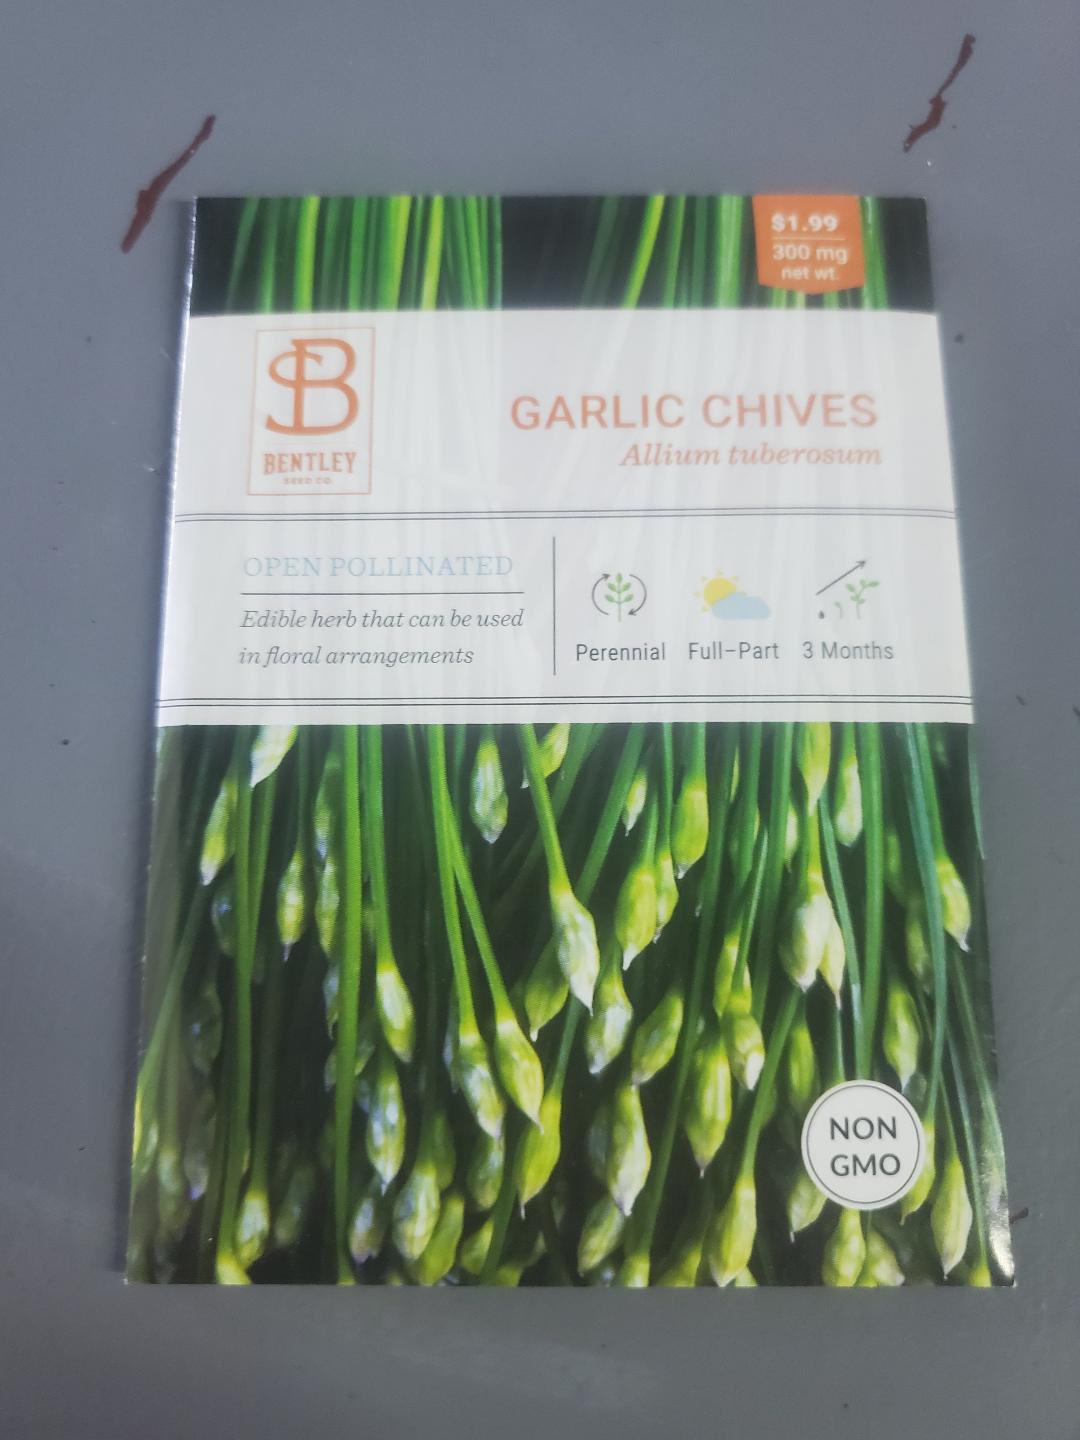 $1.99
300 mg
net wt.
B
BENTLEY
SEED CO.
GARLIC CHIVES
Allium tuberosum
OPEN POLLINATED
Edible herb that can be used
in floral arrangements
Perennial
Full-Part
3 Months
NON
GMO